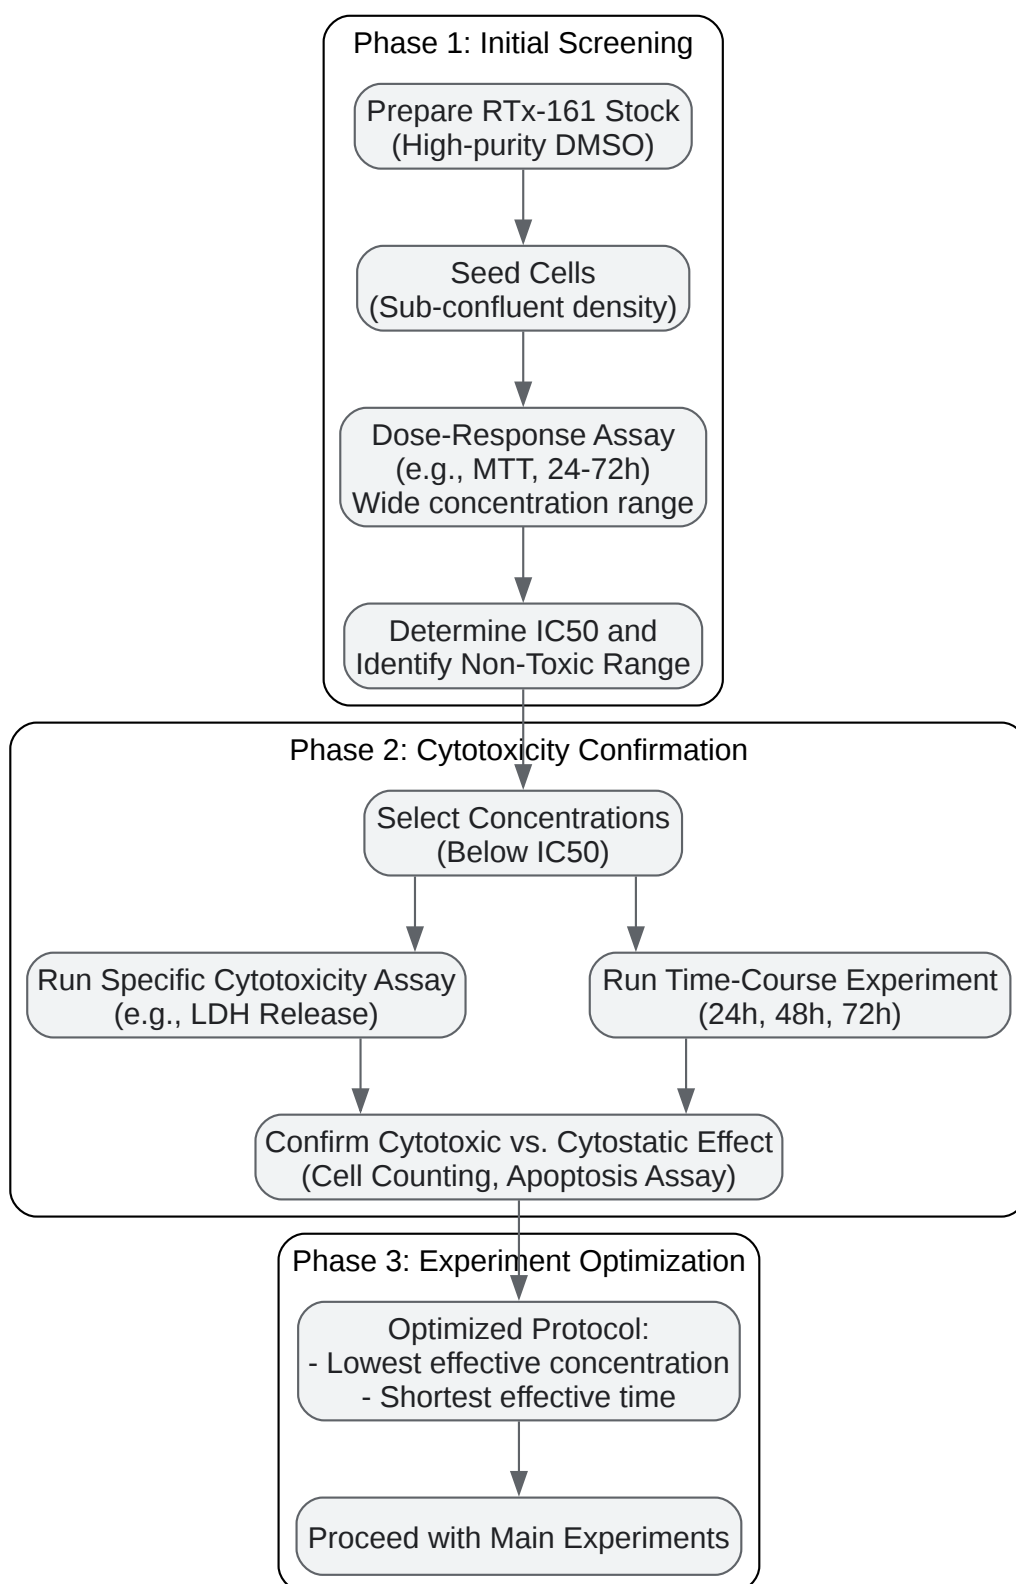 Phase 1: Initial Screening
Prepare RTx-161 Stock
(High-purity DMSO)
Seed Cells
(Sub-confluent density)
Dose-Response Assay
(e.g., MTT, 24-72h)
Wide concentration range
Determine IC50 and
Identify Non-Toxic Range
Phase 2: Cytotoxicity Confirmation
Select Concentrations
(Below IC50)
Run Specific Cytotoxicity Assay
(e.g., LDH Release)
Run Time-Course Experiment
(24h, 48h, 72h)
Confirm Cytotoxic vs. Cytostatic Effect
(Cell Counting, Apoptosis Assay)
Phase 3: Experiment Optimization
Optimized Protocol:
- Lowest effective concentration
- Shortest effective time
Proceed with Main Experiments